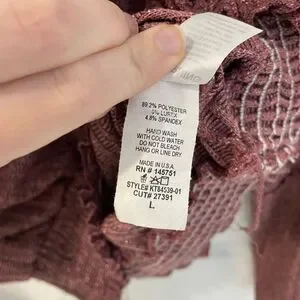 89.2% POLYESTER
LUREX
4.8% SPANDEX
HAND WASH
WITH COLD WATER
DO NOT BLEACH
HANG OR LINE DRY
MADE IN U.S.A.
RN # 145751
STYLE# KT84539-01
CUT# 27391
L